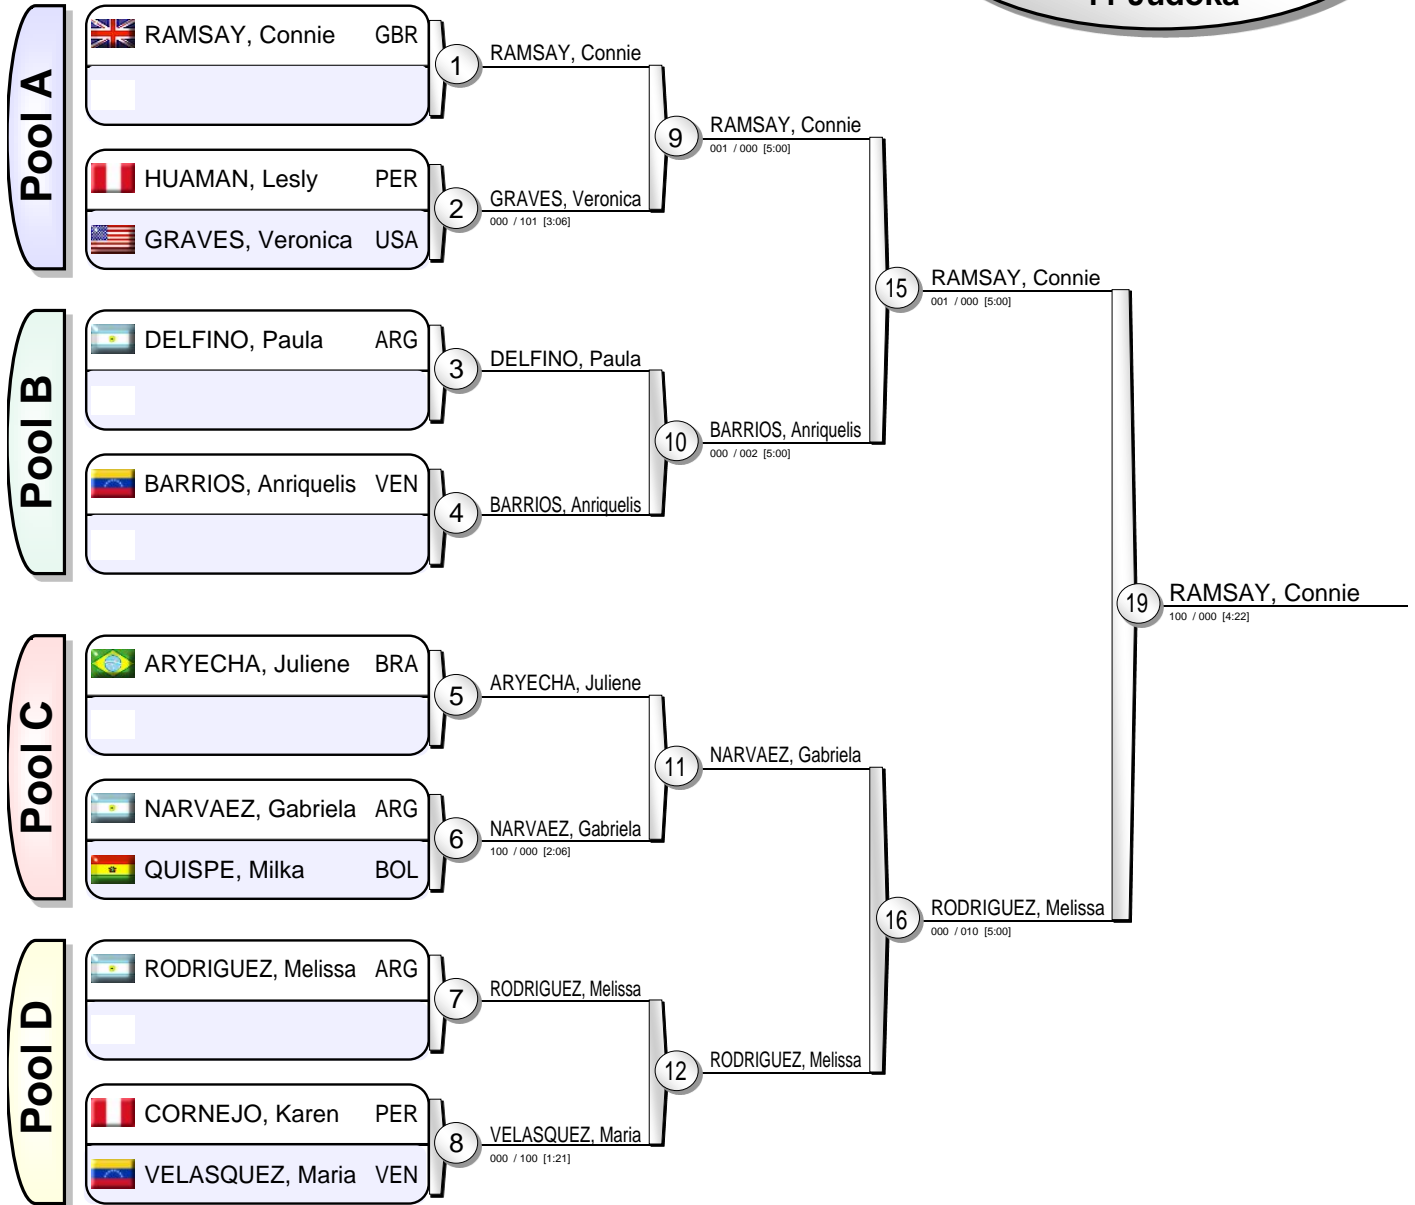 11 Judoka
Pool A
RAMSAY, Connie GBR
1
RAMSAY, Connie
HUAMAN, Lesly PER
GRAVES, Veronica USA
2
GRAVES, Veronica
000 / 101 [3:06]
9
RAMSAY, Connie
001 / 000 [5:00]
Pool B
DELFINO, Paula ARG
3
DELFINO, Paula
BARRIOS, Anriquelis VEN
4
BARRIOS, Anriquelis
10
BARRIOS, Anriquelis
000 / 002 [5:00]
15
RAMSAY, Connie
001 / 000 [5:00]
Pool C
ARYECHA, Juliene BRA
5
ARYECHA, Juliene
NARVAEZ, Gabriela ARG
QUISPE, Milka BOL
6
NARVAEZ, Gabriela
100 / 000 [2:06]
11
NARVAEZ, Gabriela
Pool D
RODRIGUEZ, Melissa ARG
7
RODRIGUEZ, Melissa
CORNEJO, Karen PER
VELASQUEZ, Maria VEN
8
VELASQUEZ, Maria
000 / 100 [1:21]
12
RODRIGUEZ, Melissa
16
RODRIGUEZ, Melissa
000 / 010 [5:00]
19
RAMSAY, Connie
100 / 000 [4:22]